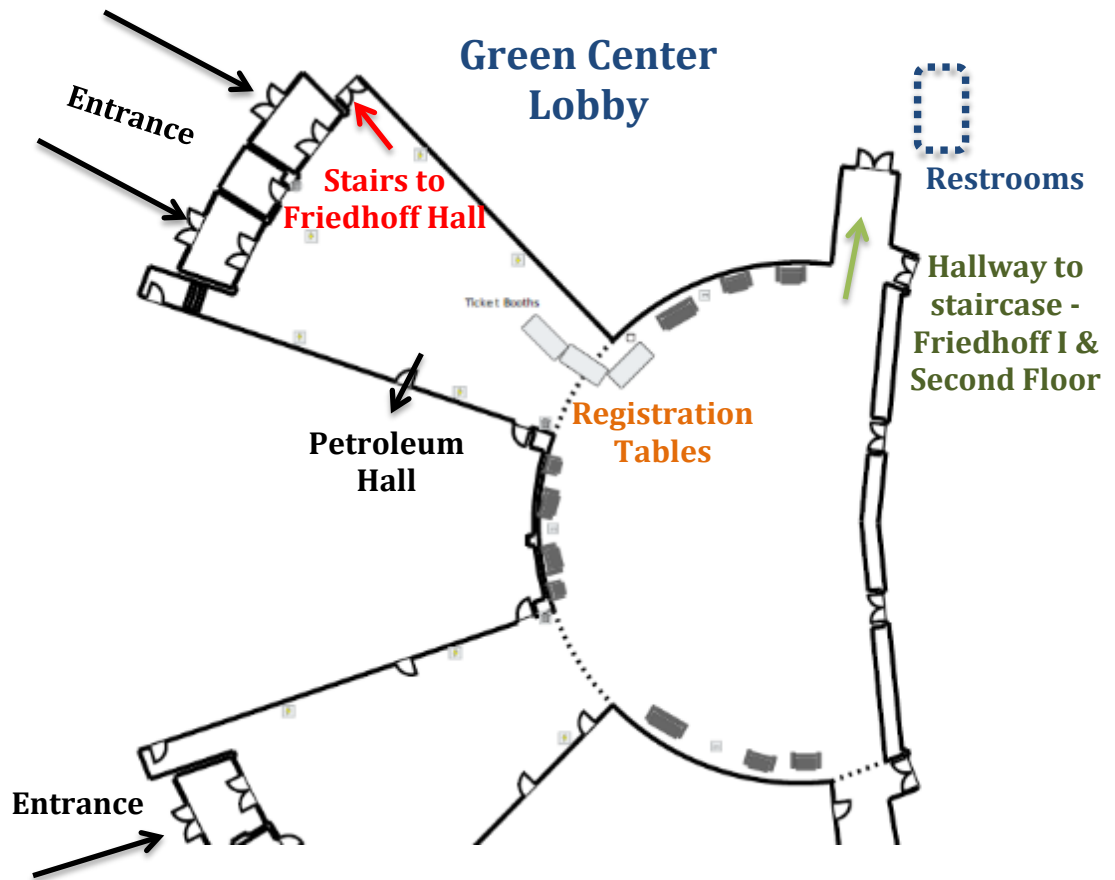 Green Center
Lobby
Entrance
Stairs to
Friedhoff Hall
Restrooms
Hallway to
staircase -
Friedhoff I &
Second Floor
Ticket Booths
Registration
Tables
Petroleum
Hall
Entrance